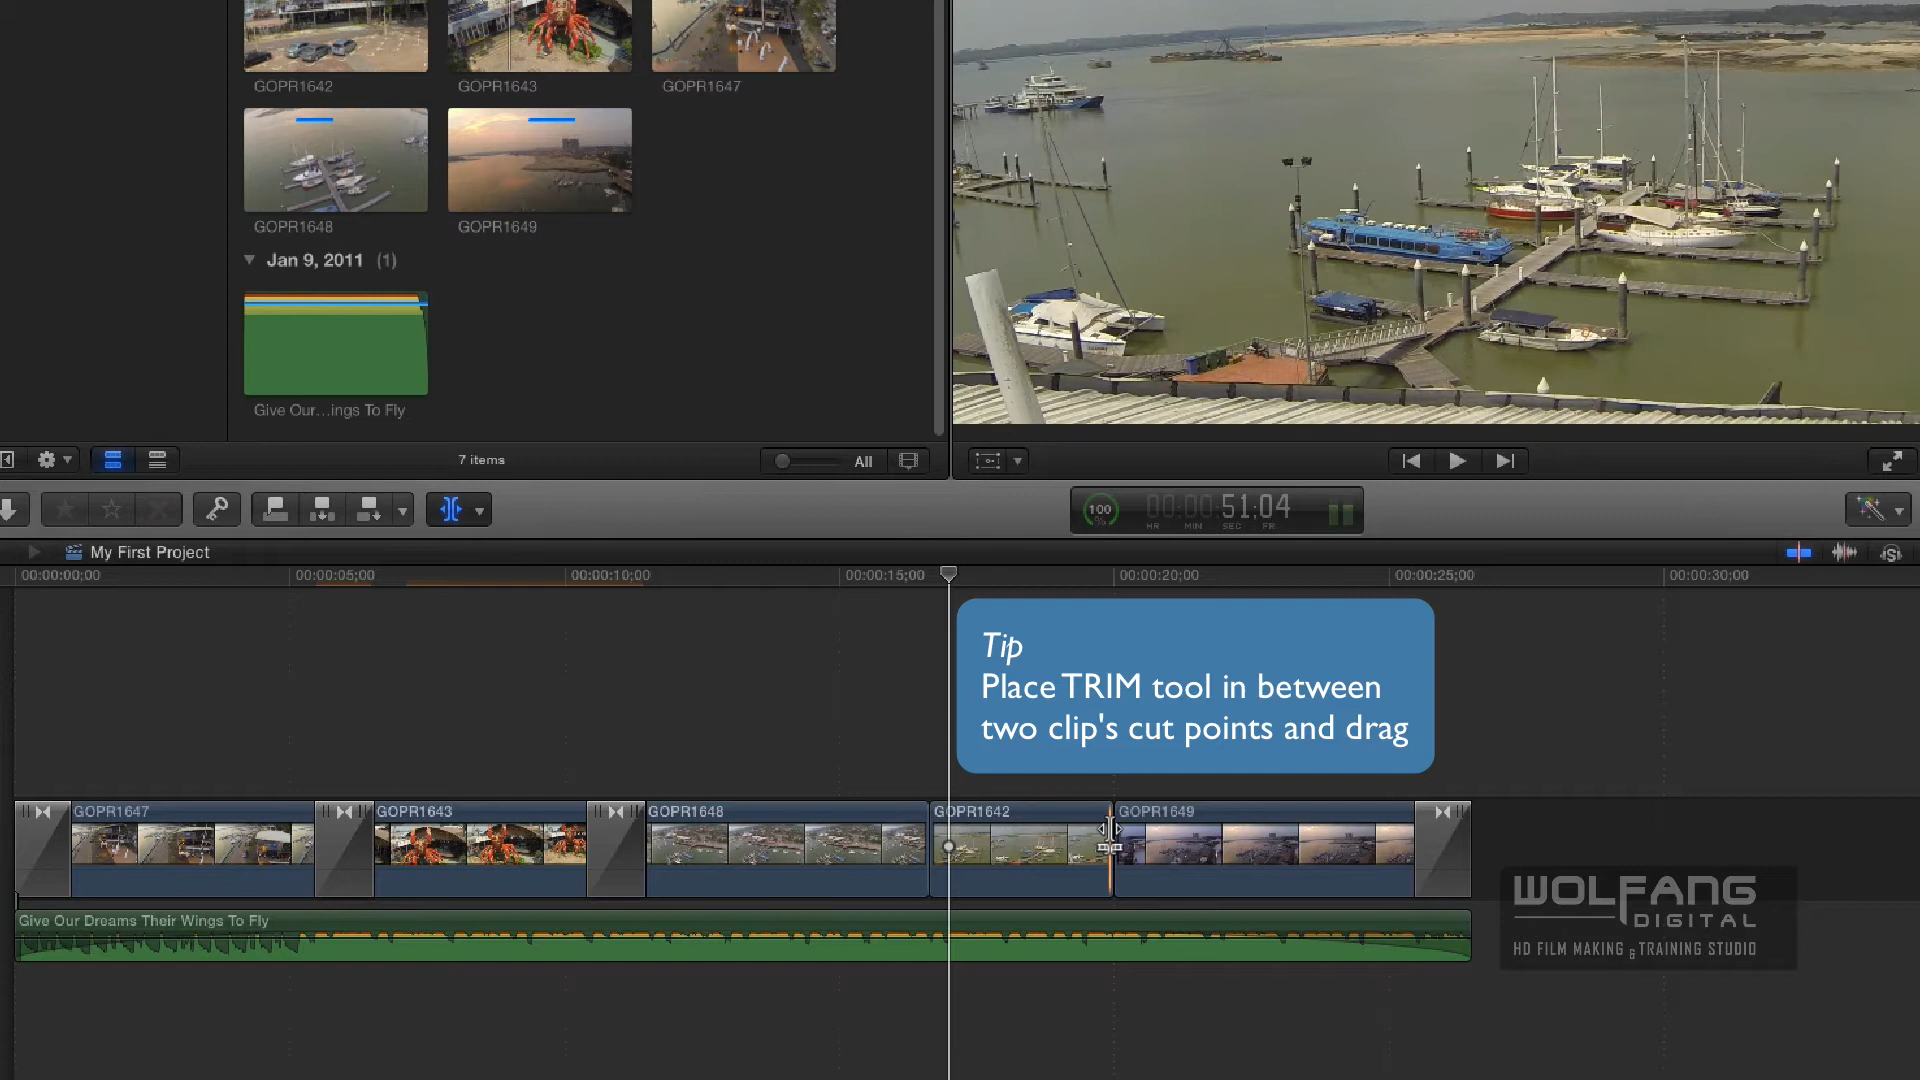 GOPR1642
GOPR1643
GOPR1647
GOPR1648
GOPR1649
Jan 9, 2011 (1)
Give Our...ings To Fly
7 items
All
100
%
00:00:51;04
HR MIN SEC FR
My First Project
00:00:00;00
00:00:05;00
00:00:10;00
00:00:15;00
00:00:20;00
00:00:25;00
00:00:30;00
Tip
Place TRIM tool in between
two clip's cut points and drag
GOPR1647
GOPR1643
GOPR1648
GOPR1642
GOPR1649
Give Our Dreams Their Wings To Fly
WOLFANG
DIGITAL
HD FILM MAKING & TRAINING STUDIO